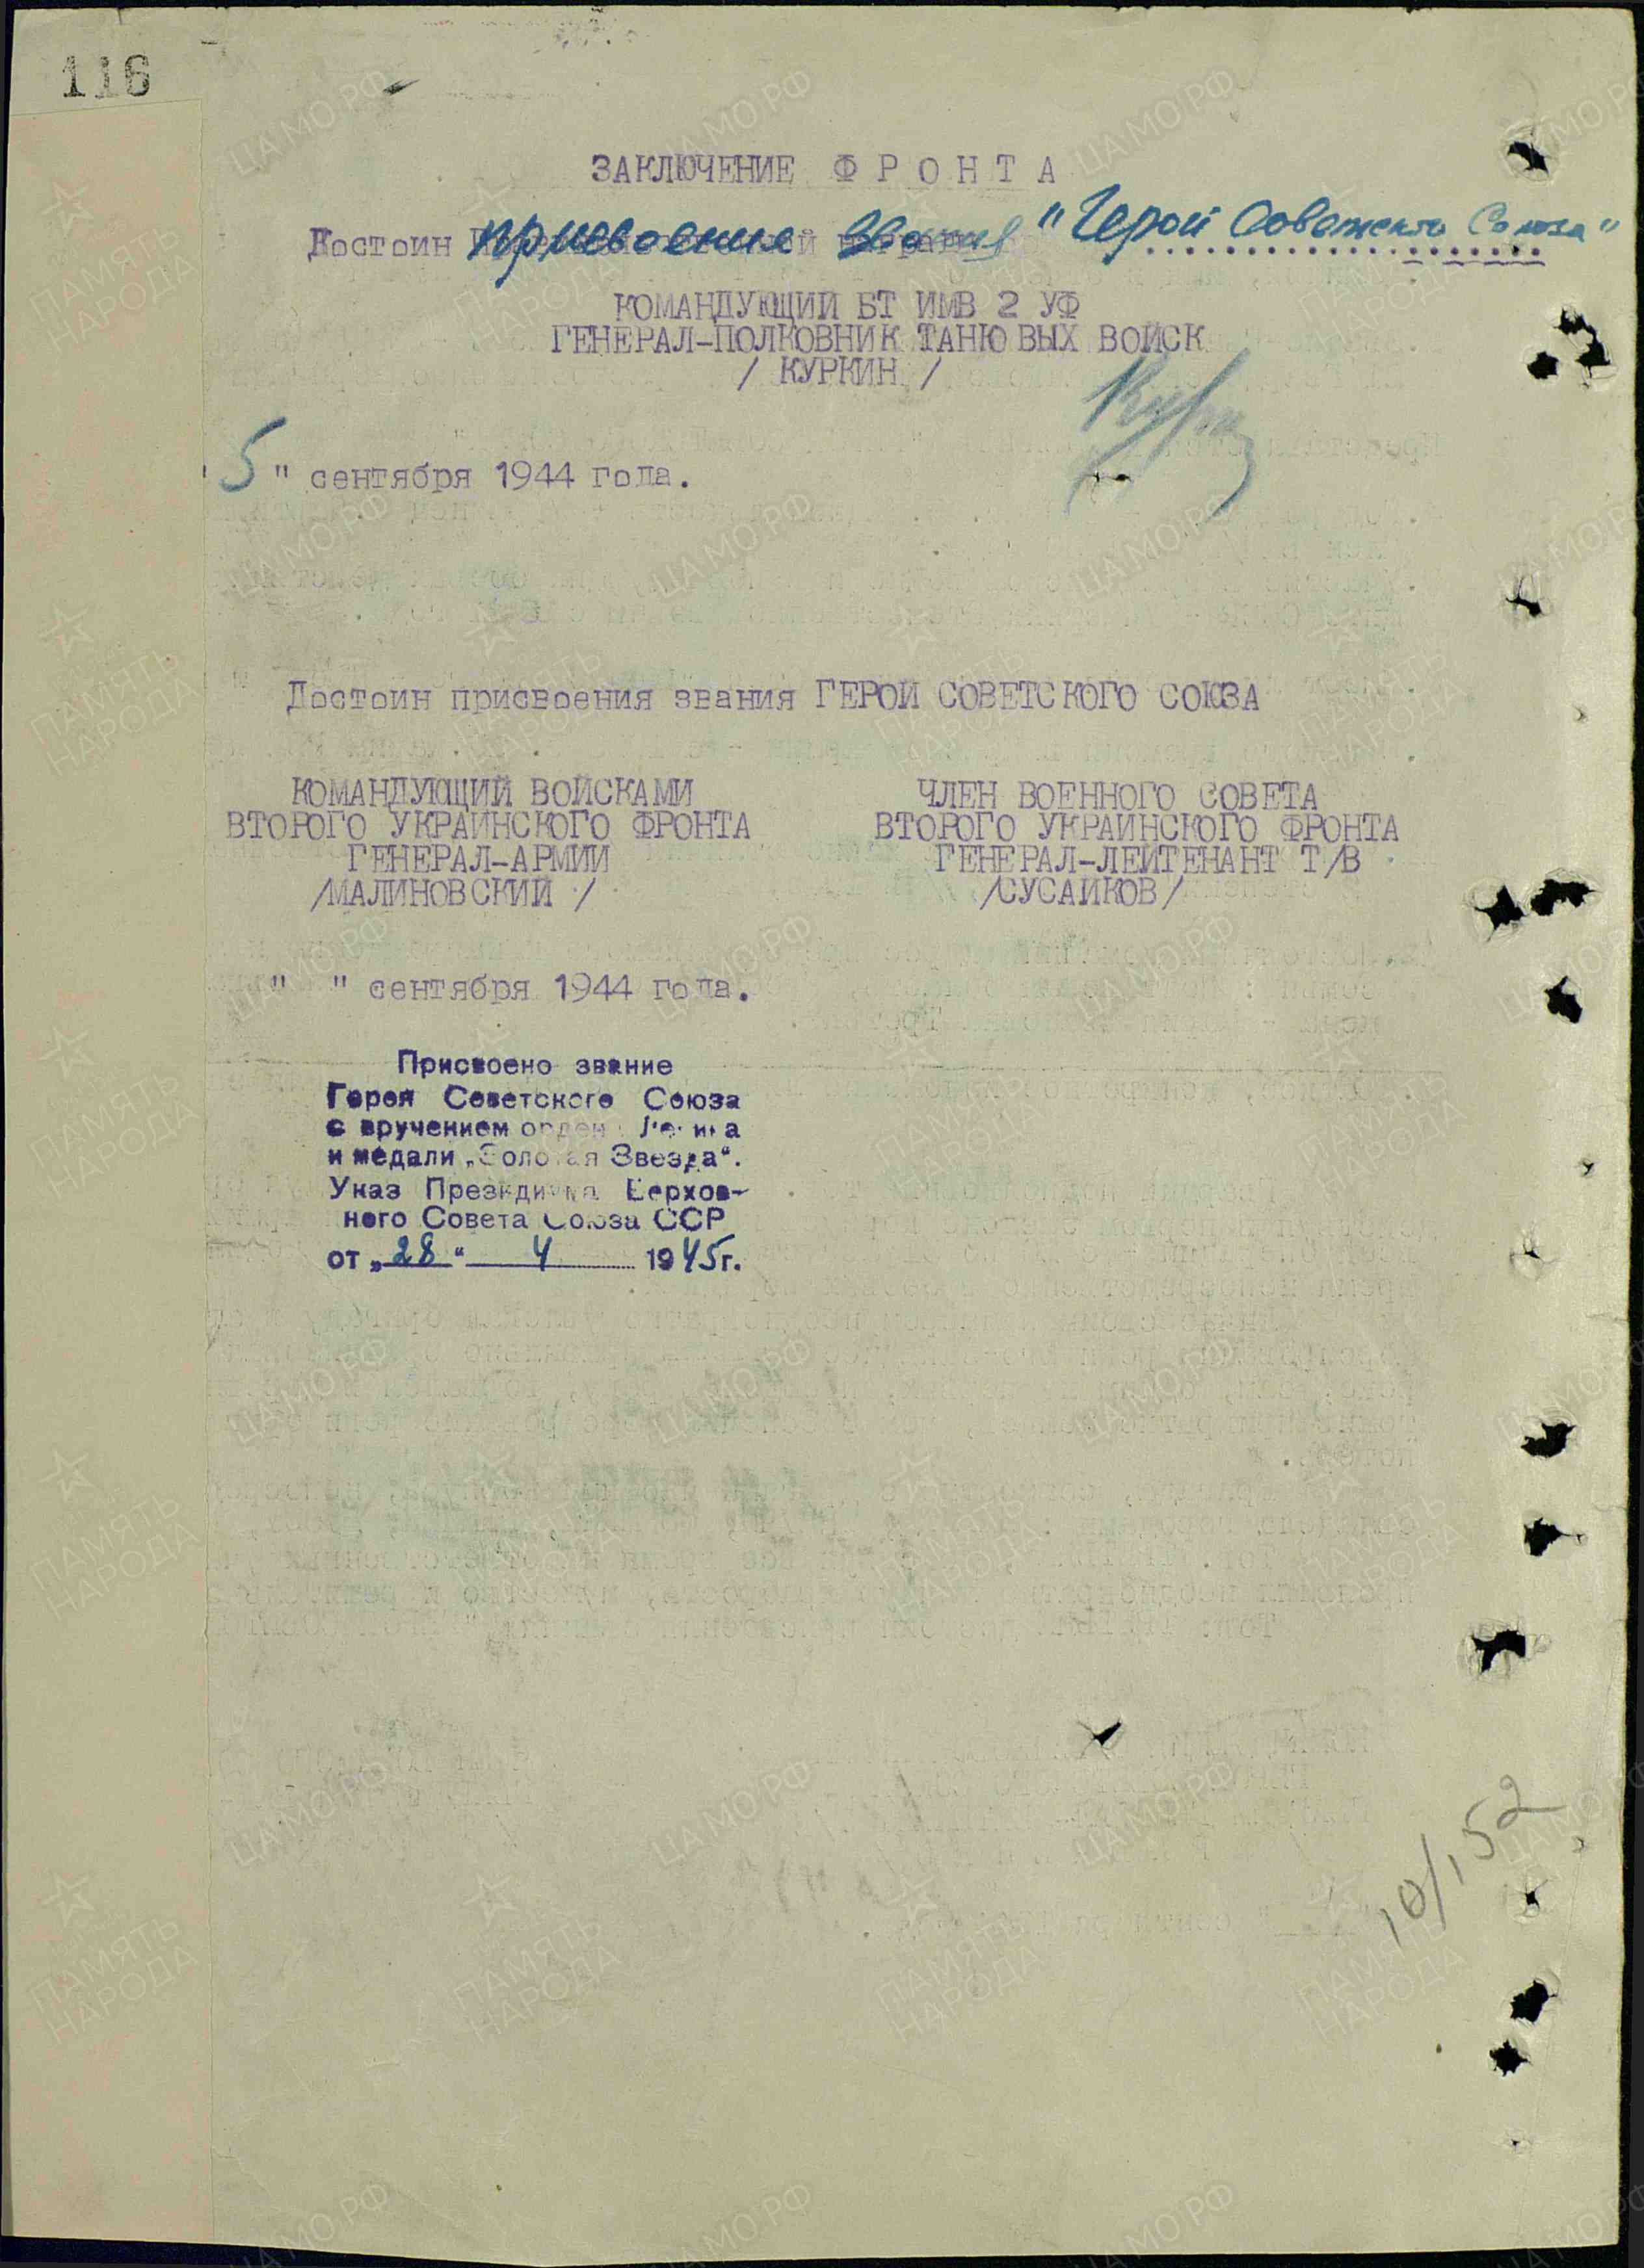 116
ЗАКЛЮЧЕНИЕ Ф Р О Н Т А
Достоин присвоение звания "Герой Советского Союза"
КОМАНДУЮЩИЙ БТ ИМВ 2 УФ
ГЕНЕРАЛ-ПОЛКОВНИК ТАНКОВЫХ ВОЙСК
/ КУРКИН /
"5" сентября 1944 года.
Достоин присвоения звания ГЕРОЙ СОВЕТСКОГО СОЮЗА
КОМАНДУЮЩИЙ ВОЙСКАМИ
ВТОРОГО УКРАИНСКОГО ФРОНТА
ГЕНЕРАЛ-АРМИИ
/МАЛИНОВСКИЙ /
ЧЛЕН ВОЕННОГО СОВЕТА
ВТОРОГО УКРАИНСКОГО ФРОНТА
ГЕНЕРАЛ-ЛЕЙТЕНАНТ Т/В
/СУСАЙКОВ/
" " сентября 1944 года.
Присвоено звание
Героя Советского Союза
с вручением ордена Ленина
и медали „Золотая Звезда".
Указ Президиума Верхов-
ного Совета Союза ССР
от „28" 4 1945г.
10/152